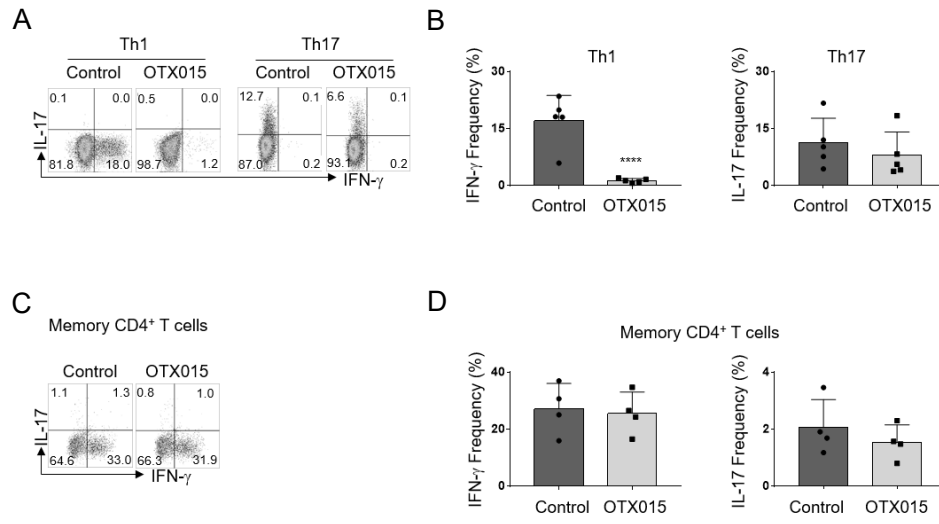 A
Th1
Th17
Control OTX015 Control OTX015
0.1 0.0 0.5 0.0 12.7 0.1 6.6 0.1
IL-17
81.8 18.0 98.7 1.2 87.0 0.2 93.1 0.2
IFN-γ
B
Th1
IFN-γ Frequency (%)
30
15
0
****
Control OTX015
Th17
IL-17 Frequency (%)
30
15
0
Control OTX015
C
Memory CD4⁺ T cells
Control OTX015
1.1 1.3 0.8 1.0
IL-17
64.6 33.0 66.3 31.9
IFN-γ
D
Memory CD4⁺ T cells
IFN-γ Frequency (%)
40
20
0
Control OTX015
IL-17 Frequency (%)
4
2
0
Control OTX015